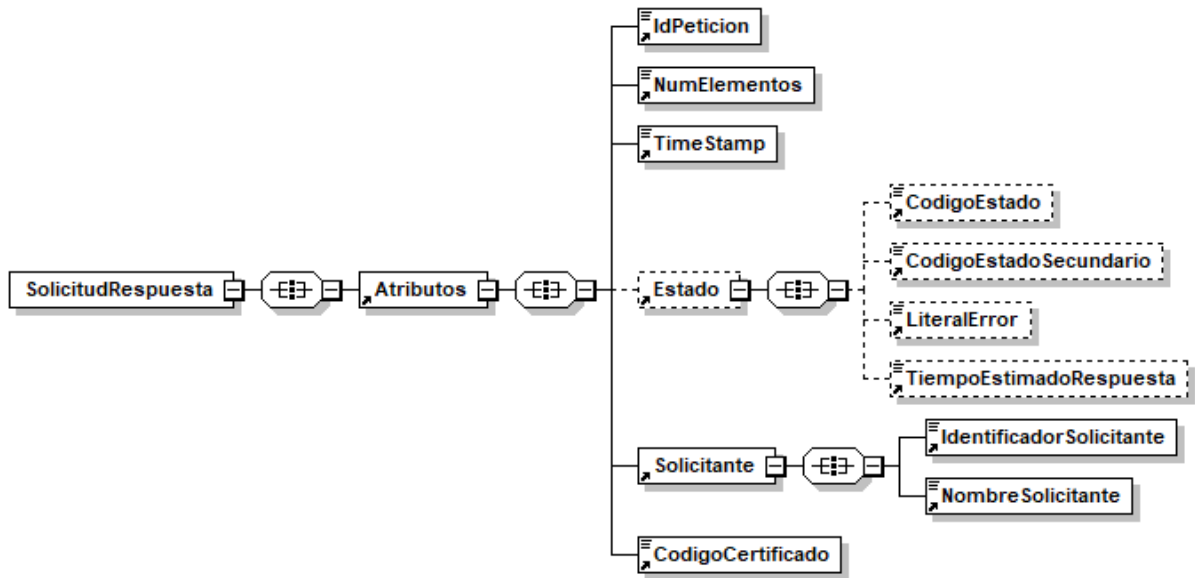 IdPeticion
NumElementos
TimeStamp
CodigoEstado
CodigoEstadoSecundario
SolicitudRespuesta
Atributos
Estado
LiteralError
TiempoEstimadoRespuesta
IdentificadorSolicitante
Solicitante
NombreSolicitante
CodigoCertificado